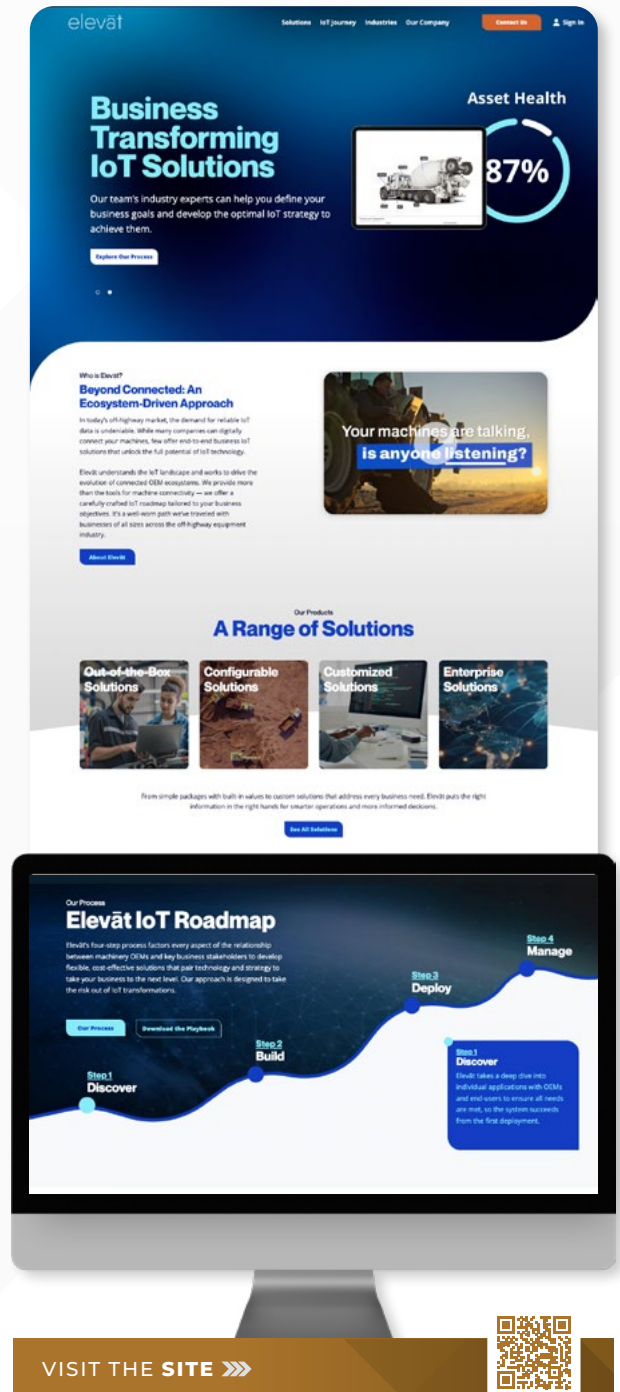 elevāt
Solutions IoT Journey Industries Our Company Contact Us Sign In
Business
Transforming
IoT Solutions
Our team's industry experts can help you define your
business goals and develop the optimal IoT strategy to
achieve them.
Explore Our Process
Asset Health
87%
Who is Elevāt?
Beyond Connected: An
Ecosystem-Driven Approach
In today's off-highway market, the demand for reliable IoT
data is undeniable. While many companies can digitally
connect your machines, few offer end-to-end business IoT
solutions that unlock the full potential of IoT technology.
Elevāt understands the IoT landscape and works to drive the
evolution of connected OEM ecosystems. We provide more
than the tools for machine connectivity — we offer a
carefully crafted IoT roadmap tailored to your business
objectives. It's a well-worn path we've traveled with
businesses of all sizes across the off-highway equipment
industry.
About Elevāt
Your machines are talking,
is anyone listening?
Our Products
A Range of Solutions
Out-of-the-Box
Solutions
Configurable
Solutions
Customized
Solutions
Enterprise
Solutions
From simple packages with built-in values to custom solutions that address every business need, Elevāt puts the right
information in the right hands for smarter operations and more informed decisions.
See All Solutions
Our Process
Elevāt IoT Roadmap
Elevāt's four-step process factors every aspect of the relationship
between machinery OEMs and key business stakeholders to develop
flexible, cost-effective solutions that pair technology and strategy to
take your business to the next level. Our approach is designed to take
the risk out of IoT transformations.
Our Process
Download the Playbook
Step 1
Discover
Step 2
Build
Step 3
Deploy
Step 4
Manage
Step 1
Discover
Elevāt takes a deep dive into
individual applications with OEMs
and end-users to ensure all needs
are met, so the system succeeds
from the first deployment.
VISIT THE SITE